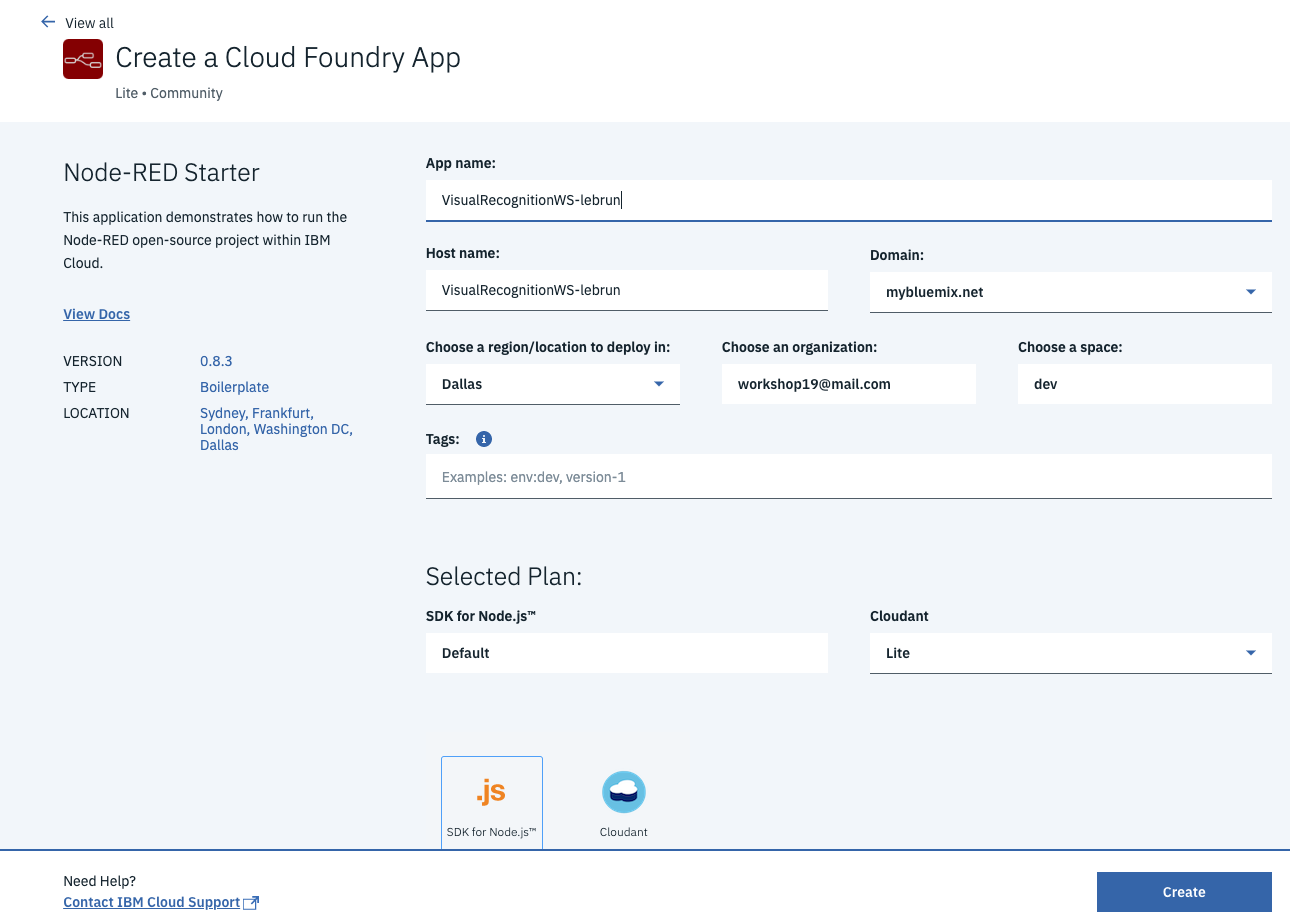 View all
Create a Cloud Foundry App
Lite • Community
Node-RED Starter
This application demonstrates how to run the
Node-RED open-source project within IBM
Cloud.
View Docs
VERSION 0.8.3
TYPE Boilerplate
LOCATION Sydney, Frankfurt,
London, Washington DC,
Dallas
App name:
VisualRecognitionWS-lebrun
Host name:
VisualRecognitionWS-lebrun
Domain:
mybluemix.net
Choose a region/location to deploy in:
Dallas
Choose an organization:
workshop19@mail.com
Choose a space:
dev
Tags:
Examples: env:dev, version-1
Selected Plan:
SDK for Node.js™
Default
Cloudant
Lite
.js
SDK for Node.js™
Cloudant
Need Help?
Contact IBM Cloud Support
Create